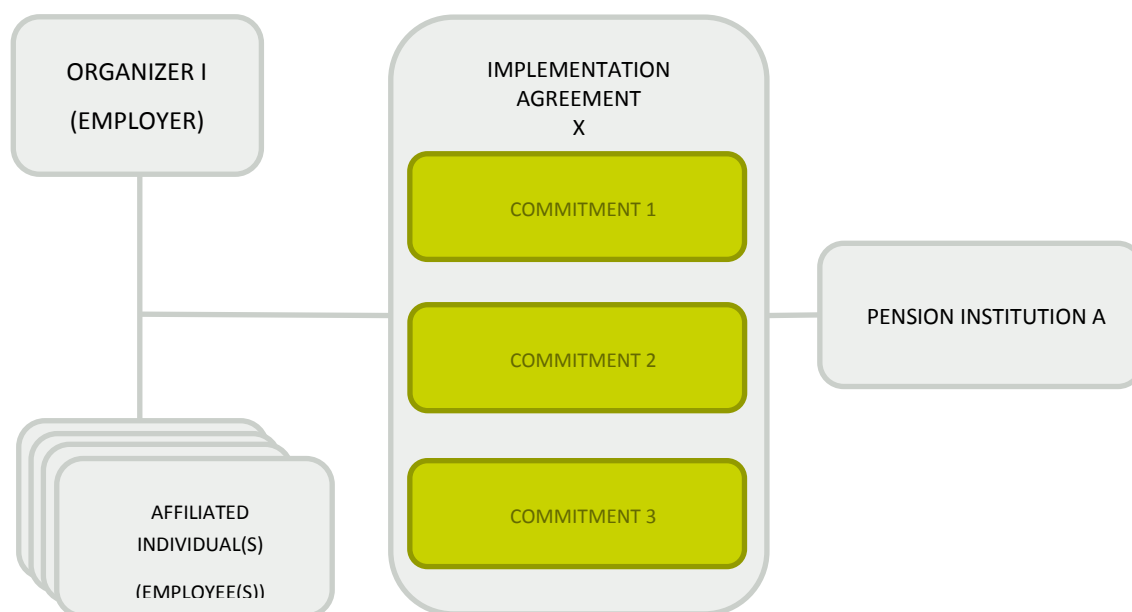 ORGANIZER I
(EMPLOYER)
IMPLEMENTATION
AGREEMENT
X
COMMITMENT 1
COMMITMENT 2
COMMITMENT 3
PENSION INSTITUTION A
AFFILIATED
INDIVIDUAL(S)
(EMPLOYEE(S))